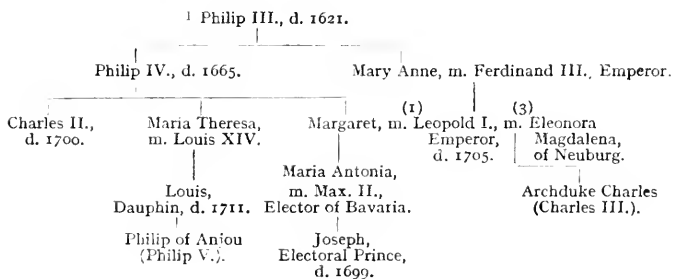 1 Philip III., d. 1621.
Philip IV., d. 1665. Mary Anne, m. Ferdinand III., Emperor.
(1) (3)
Charles II., Maria Theresa, Margaret, m. Leopold I., m. Eleonora
d. 1700. m. Louis XIV. Emperor, Magdalena,
d. 1705. of Neuburg.
Maria Antonia,
Louis, m. Max. II., Archduke Charles
Dauphin, d. 1711. Elector of Bavaria. (Charles III.).
Philip of Anjou Joseph,
(Philip V.). Electoral Prince,
d. 1699.